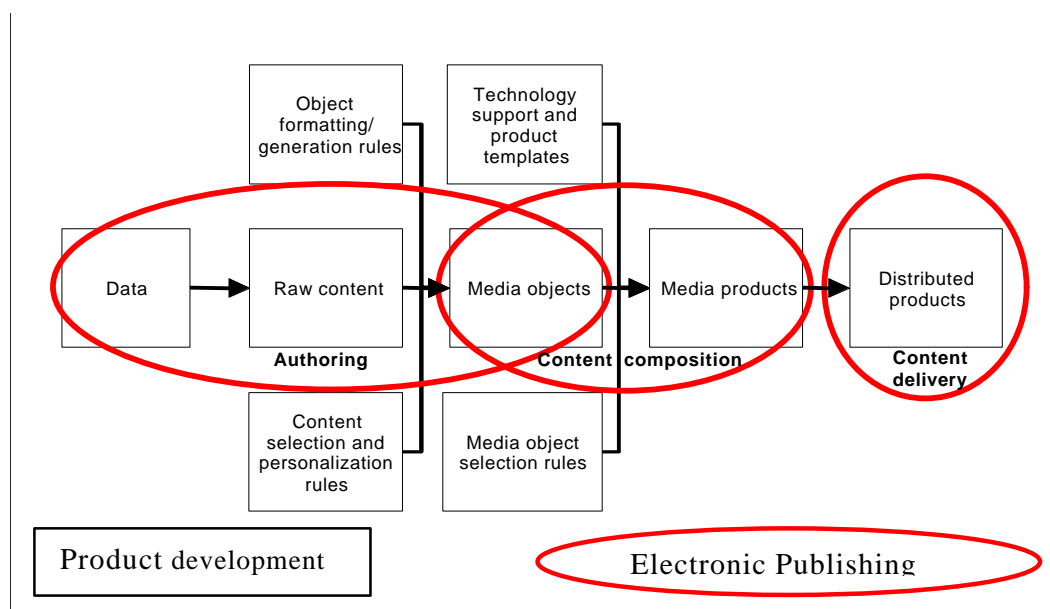 Object
formatting/
generation rules
Technology
support and
product
templates
Data
Raw content
Media objects
Media products
Distributed
products
Authoring
Content composition
Content
delivery
Content
selection and
personalization
rules
Media object
selection rules
Product development
Electronic Publishing